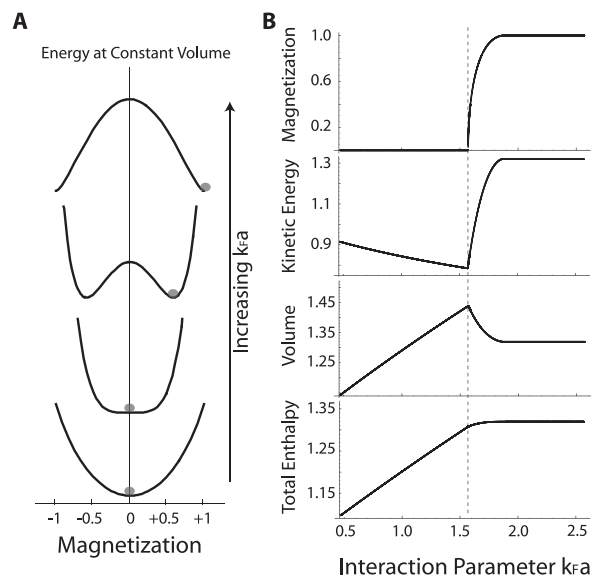 A
Energy at Constant Volume
Increasing kFa
-1 -0.5 0 +0.5 +1
Magnetization
B
Magnetization
1.0
0.6
0.2
Kinetic Energy
1.3
0.9
Volume
1.45
1.35
1.25
Total Enthalpy
1.35
1.25
1.15
0.5 1.0 1.5 2.0 2.5
Interaction Parameter kFa